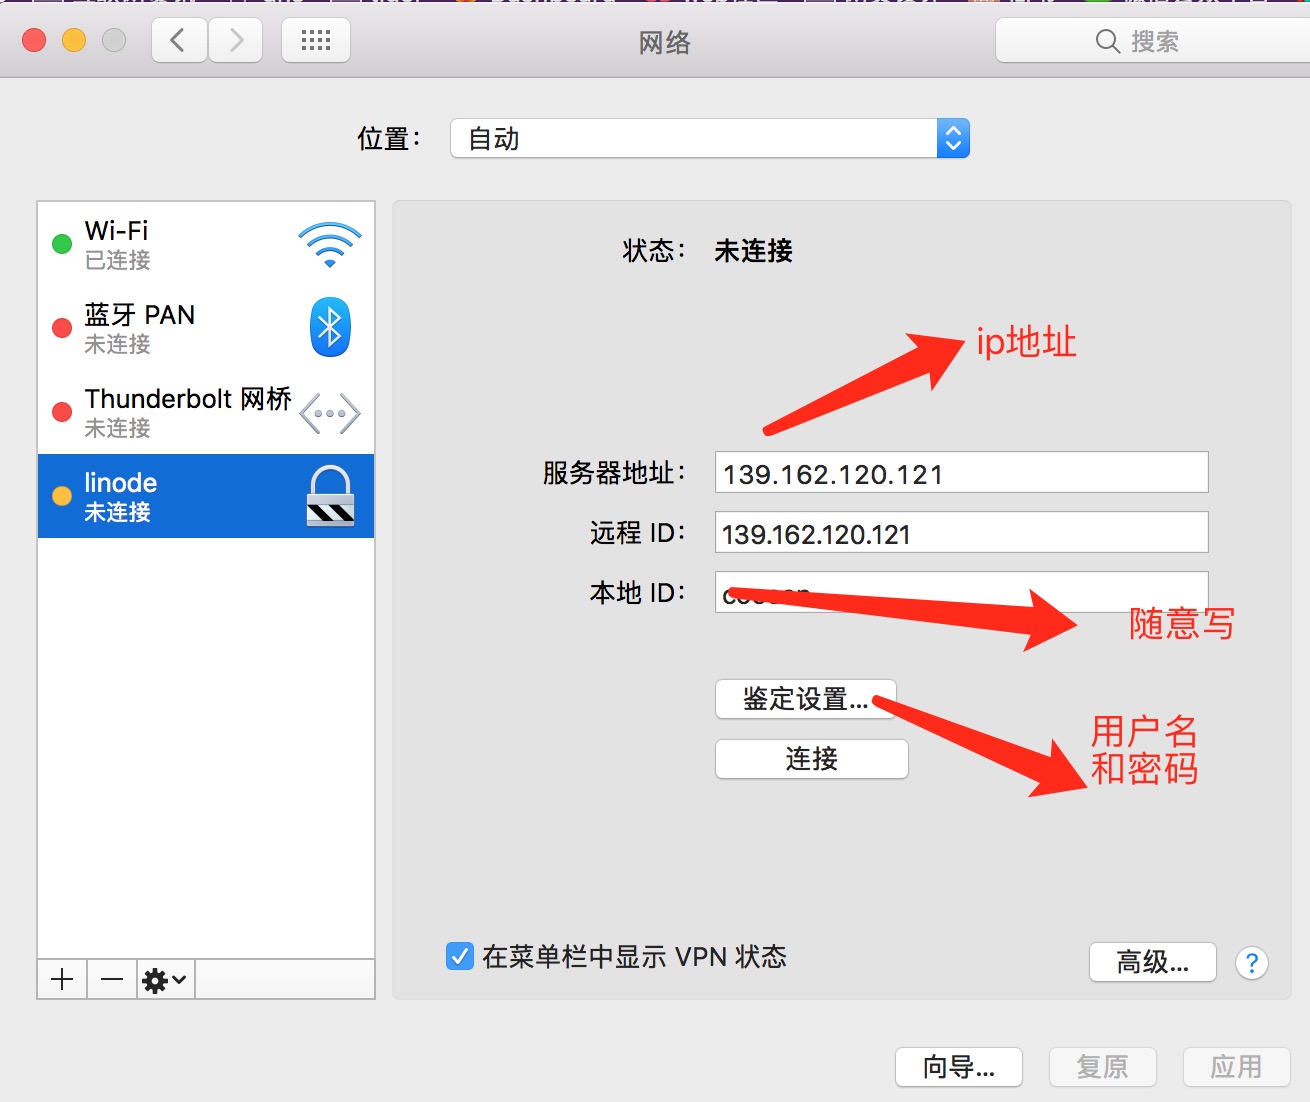 网络
搜索
位置：
自动
Wi-Fi
已连接
蓝牙 PAN
未连接
Thunderbolt 网桥
未连接
linode
未连接
状态：
未连接
ip地址
服务器地址：
139.162.120.121
远程 ID：
139.162.120.121
本地 ID：
随意写
鉴定设置...
用户名
和密码
连接
在菜单栏中显示 VPN 状态
高级...
?
向导...
复原
应用